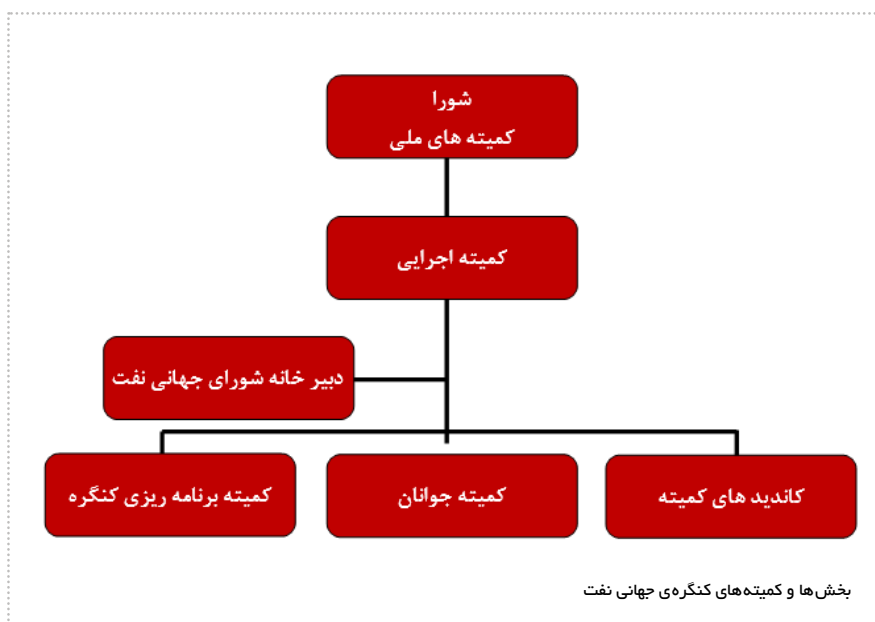 شورا
کمیته های ملی
کمیته اجرایی
دبیر خانه شورای جهانی نفت
کاندید های کمیته
کمیته جوانان
کمیته برنامه ریزی کنگره
بخش‌ها و کمیته‌های کنگره‌ی جهانی نفت